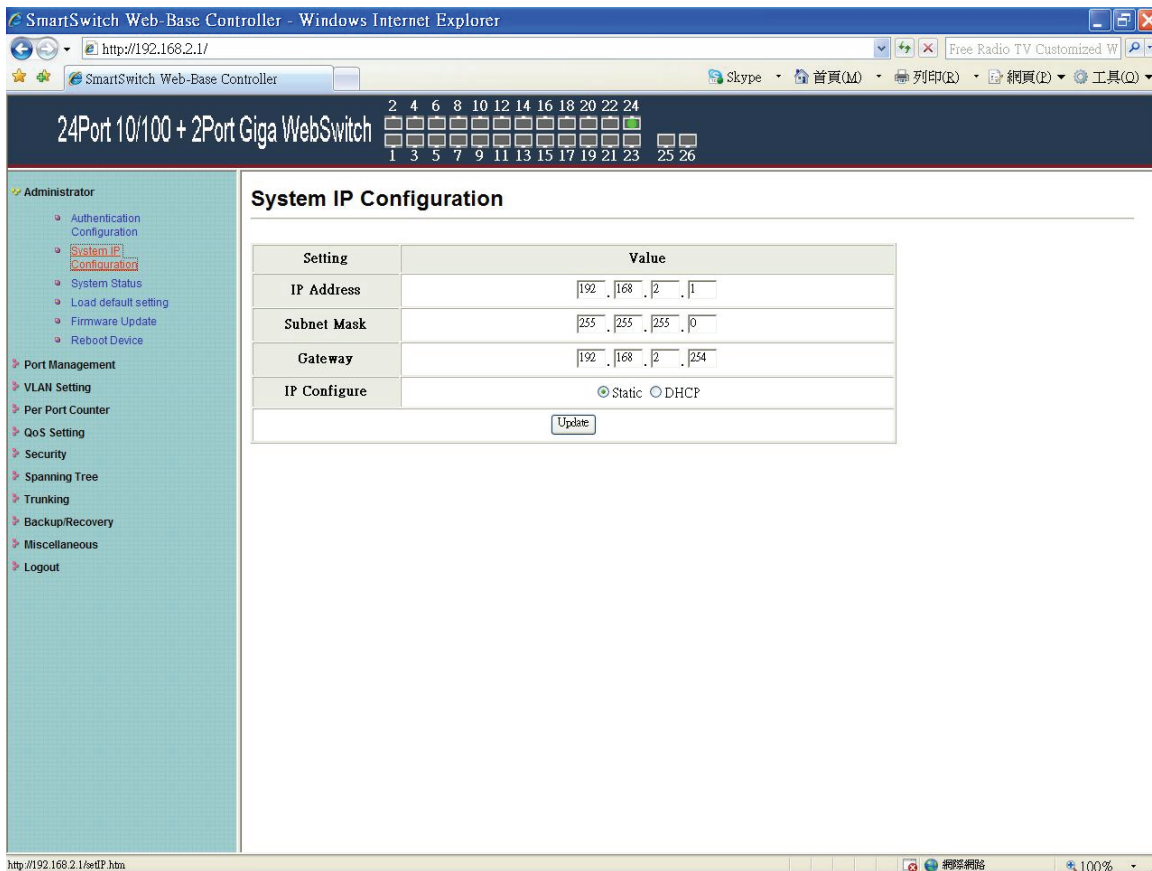 SmartSwitch Web-Base Controller - Windows Internet Explorer
http://192.168.2.1/
Free Radio TV Customized W
SmartSwitch Web-Base Controller
Skype
首頁(M)
列印(R)
網頁(P)
工具(O)
24Port 10/100 + 2Port Giga WebSwitch
2 4 6 8 10 12 14 16 18 20 22 24
1 3 5 7 9 11 13 15 17 19 21 23 25 26
Administrator
Authentication
Configuration
System IP
Configuration
System Status
Load default setting
Firmware Update
Reboot Device
Port Management
VLAN Setting
Per Port Counter
QoS Setting
Security
Spanning Tree
Trunking
Backup/Recovery
Miscellaneous
Logout
System IP Configuration
Setting Value
IP Address 192 . 168 . 2 . 1
Subnet Mask 255 . 255 . 255 . 0
Gateway 192 . 168 . 2 . 254
IP Configure Static DHCP
Update
http://192.168.2.1/setIP.htm
網際網路
100%